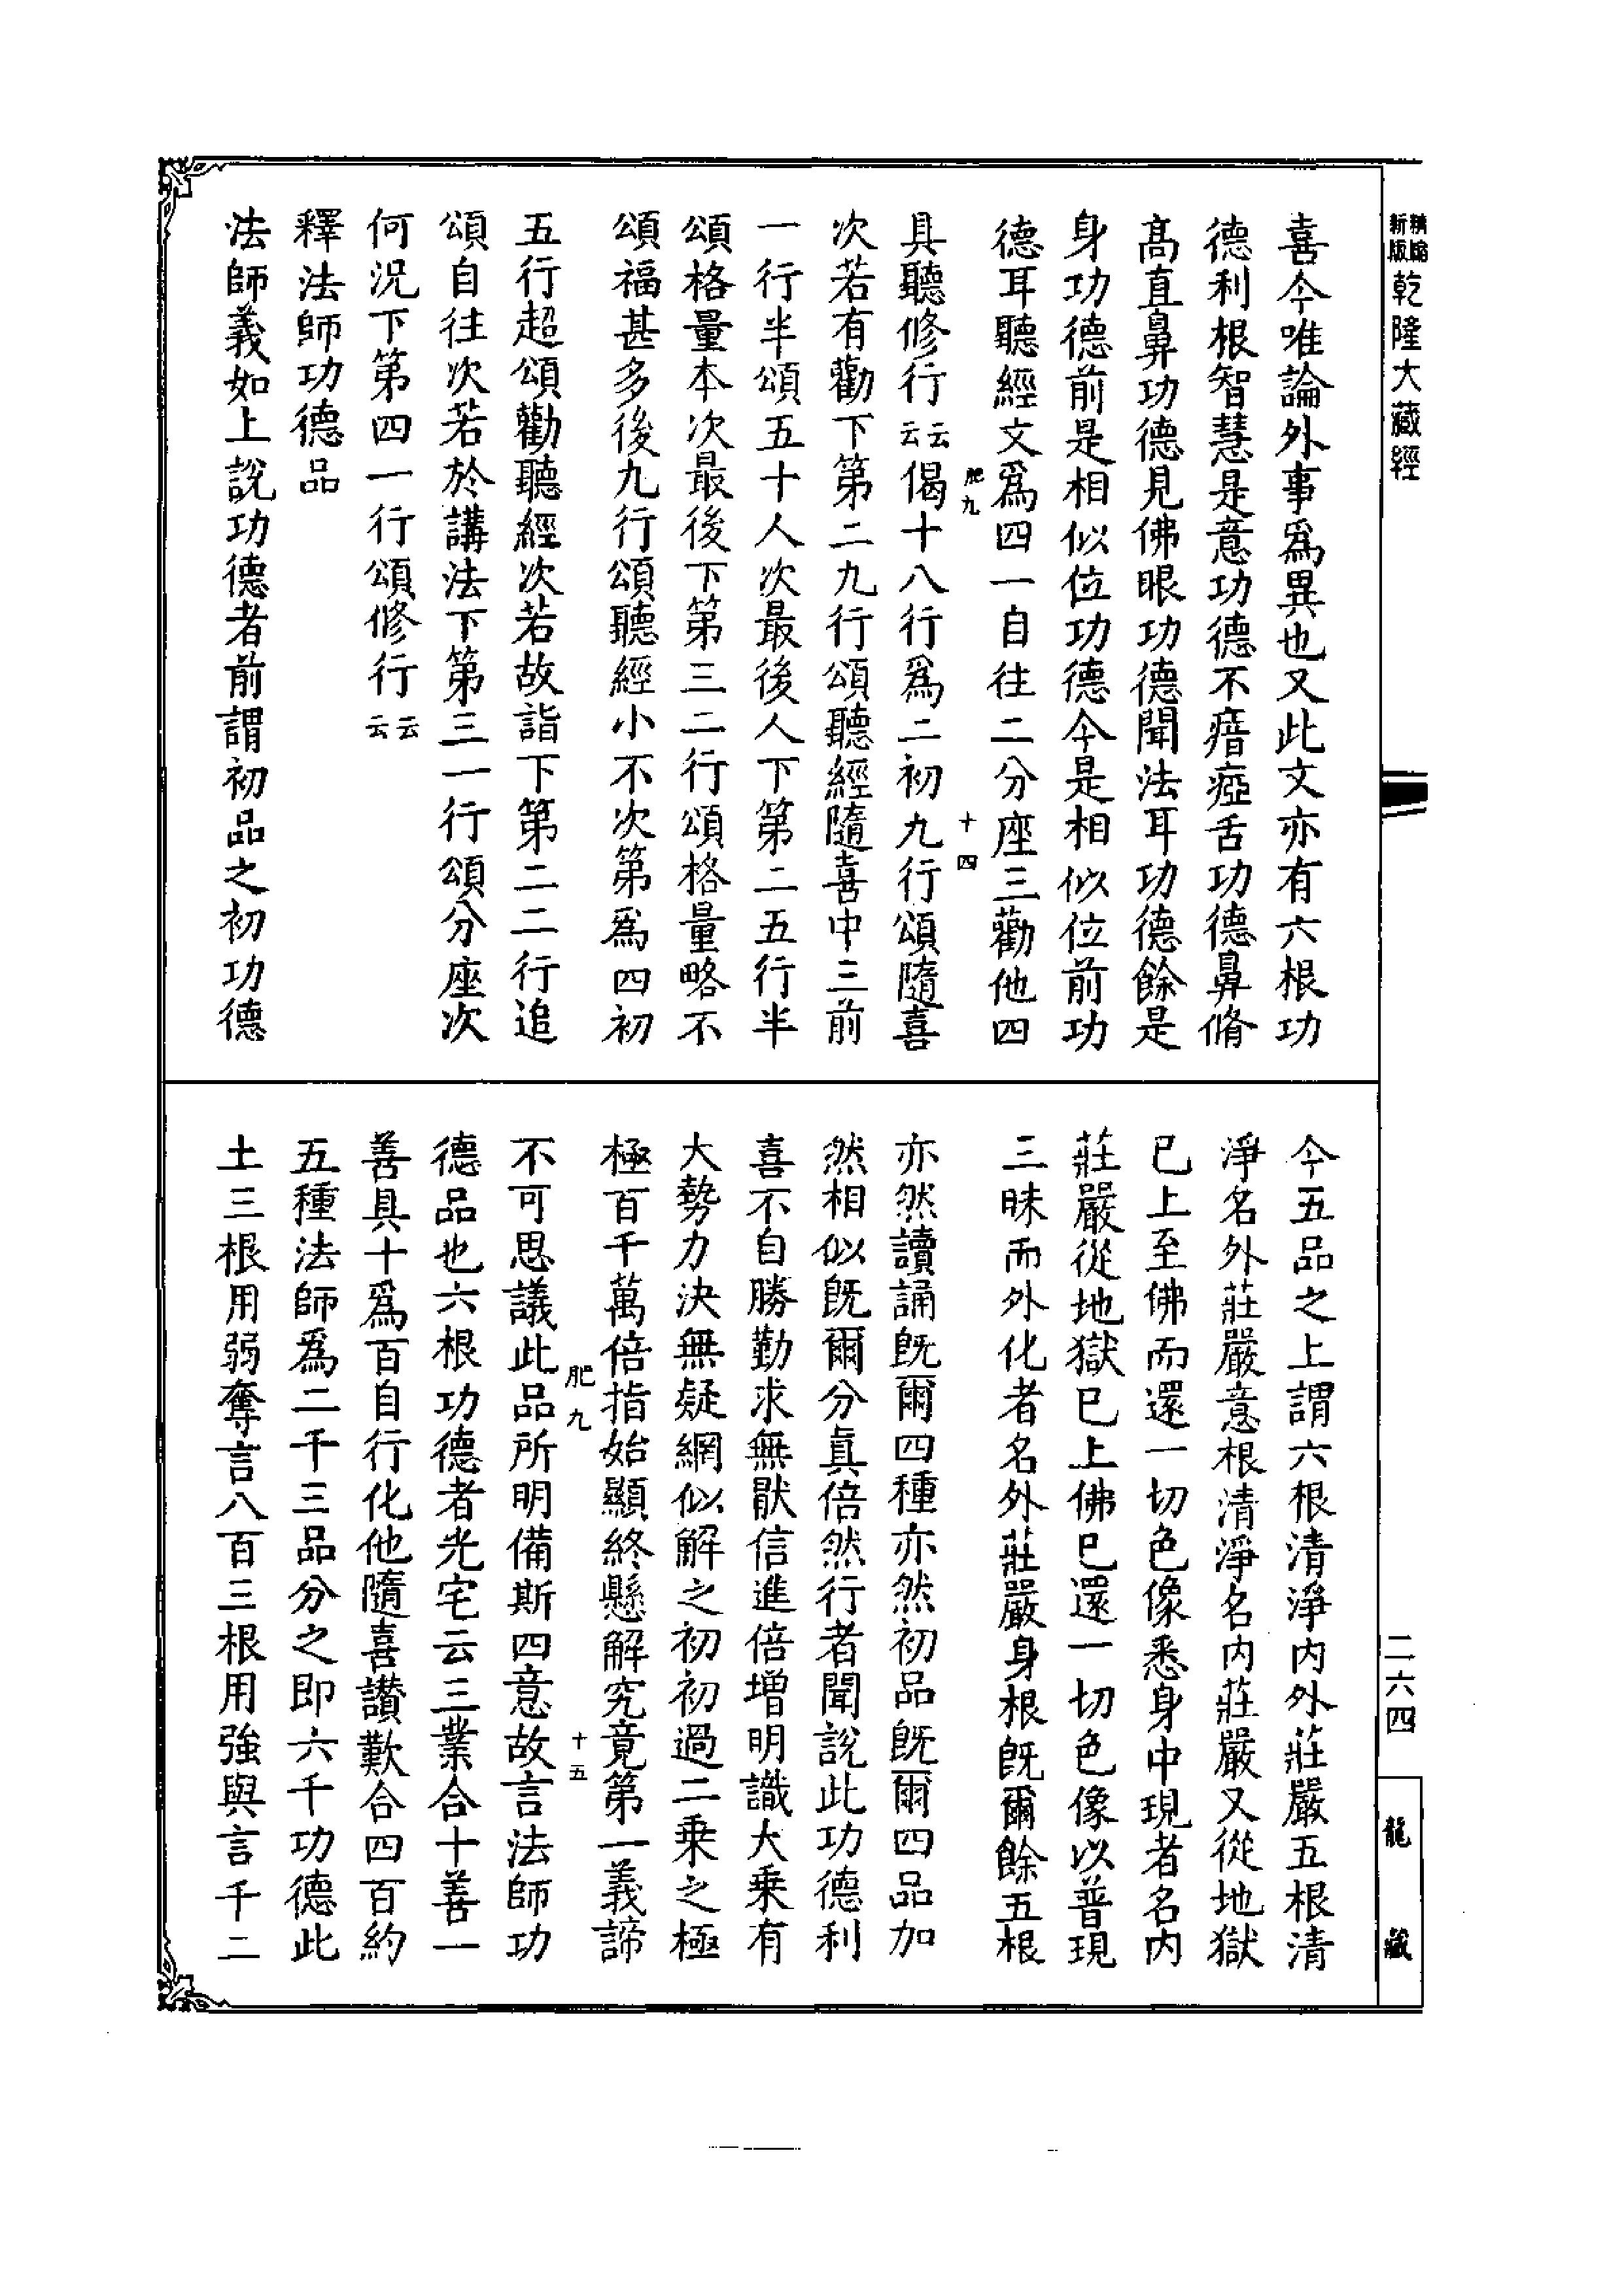 精縮
新版
乾隆大藏經
喜今唯論外事爲異也又此文亦有六根功
德利根智慧是意功德不瘖瘂舌功德鼻脩
高直鼻功德見佛眼功德聞法耳功德餘是
身功德前是相似位功德今是相似位前功
德耳聽經文爲四一自往二分座三勸他四
肥九
十四
具聽修行云云偈十八行爲二初九行頌隨喜
次若有勸下第二九行頌聽經隨喜中三前
一行半頌五十人次最後人下第二五行半
頌格量本次最後下第三二行頌格量略不
頌福甚多後九行頌聽經小不次第爲四初
五行超頌勸聽經次若故詣下第二二行追
頌自往次若於講法下第三一行頌分座次
何況下第四一行頌修行云云
釋法師功德品
法師義如上說功德者前謂初品之初功德
今五品之上謂六根清淨內外莊嚴五根清
淨名外莊嚴意根清淨名內莊嚴又從地獄
已上至佛而還一切色像悉身中現者名內
莊嚴從地獄已上佛已還一切色像以普現
三昧而外化者名外莊嚴身根既爾餘五根
亦然讀誦既爾四種亦然初品既爾四品加
然相似既爾分眞倍然行者聞說此功德利
喜不自勝勤求無猒信進倍增明識大乘有
大勢力決無疑網似解之初初過二乘之極
極百千萬倍指始顯終懸解究竟第一義諦
肥九
十五
不可思議此品所明備斯四意故言法師功
德品也六根功德者光宅云三業合十善一
善具十爲百自行化他隨喜讚歎合四百約
五種法師爲二千三品分之即六千功德此
土三根用弱奪言八百三根用強與言千二
二六四
龍藏